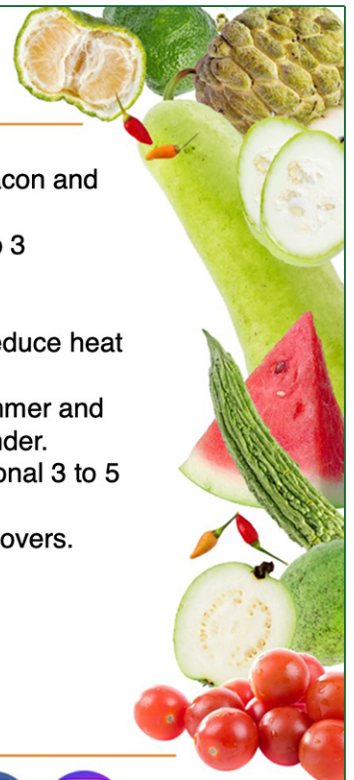 acon and
o 3
educe heat
mmer and
nder.
onal 3 to 5
overs.